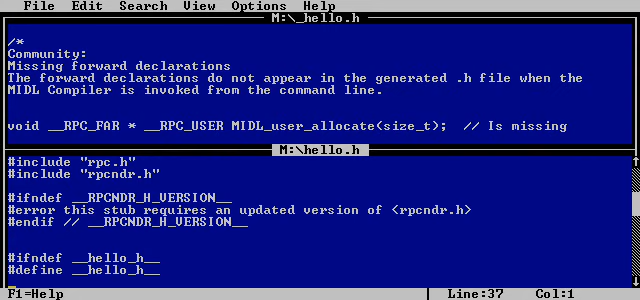 File Edit Search View Options Help
M:\_hello.h
/*
Community:
Missing forward declarations
The forward declarations do not appear in the generated .h file when the
MIDL Compiler is invoked from the command line.
void __RPC_FAR * __RPC_USER MIDL_user_allocate(size_t); // Is missing
M:\hello.h
#include "rpc.h"
#include "rpcndr.h"
#ifndef __RPCNDR_H_VERSION__
#error this stub requires an updated version of <rpcndr.h>
#endif // __RPCNDR_H_VERSION__
#ifndef __hello_h__
#define __hello_h__
F1=Help Line:37 Col:1